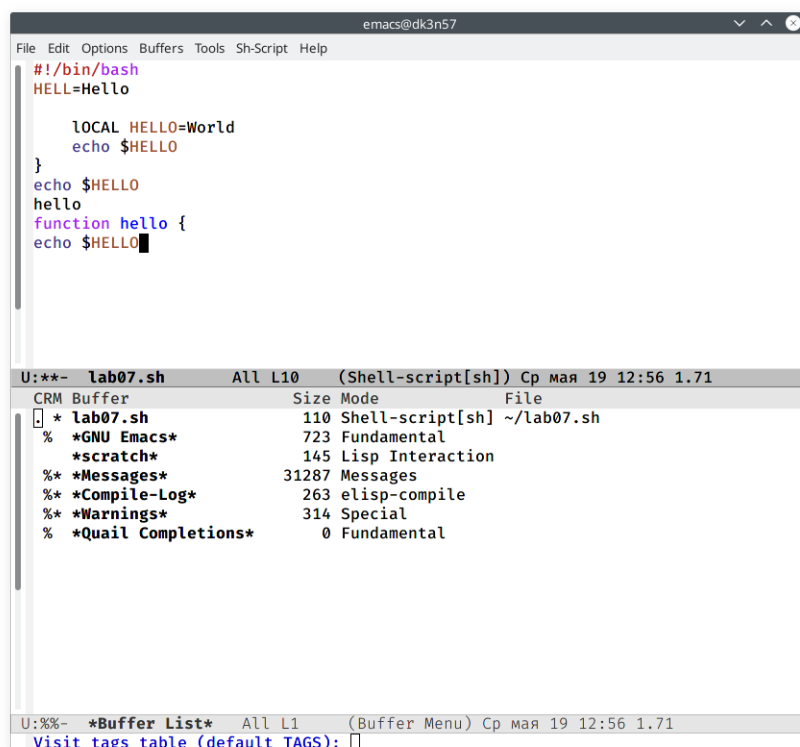 emacs@dk3n57
File Edit Options Buffers Tools Sh-Script Help
#!/bin/bash
HELL=Hello
lOCAL HELLO=World
echo $HELLO
}
echo $HELLO
hello
function hello {
echo $HELLO
U:**- lab07.sh All L10 (Shell-script[sh]) Ср мая 19 12:56 1.71
CRM Buffer Size Mode File
. * lab07.sh 110 Shell-script[sh] ~/lab07.sh
% *GNU Emacs* 723 Fundamental
*scratch* 145 Lisp Interaction
%* *Messages* 31287 Messages
%* *Compile-Log* 263 elisp-compile
%* *Warnings* 314 Special
% *Quail Completions* 0 Fundamental
U:%%- *Buffer List* All L1 (Buffer Menu) Ср мая 19 12:56 1.71
Visit tags table (default TAGS):